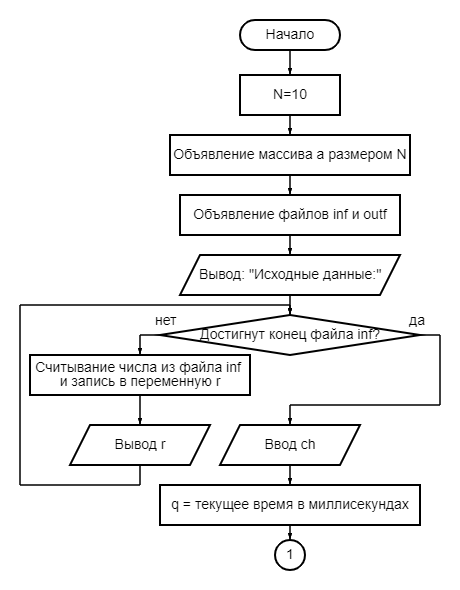 Начало
N=10
Объявление массива a размером N
Объявление файлов inf и outf
Вывод: "Исходные данные:"
нет
Достигнут конец файла inf?
да
Считывание числа из файла inf
и запись в переменную r
Вывод r
Ввод ch
q = текущее время в миллисекундах
1